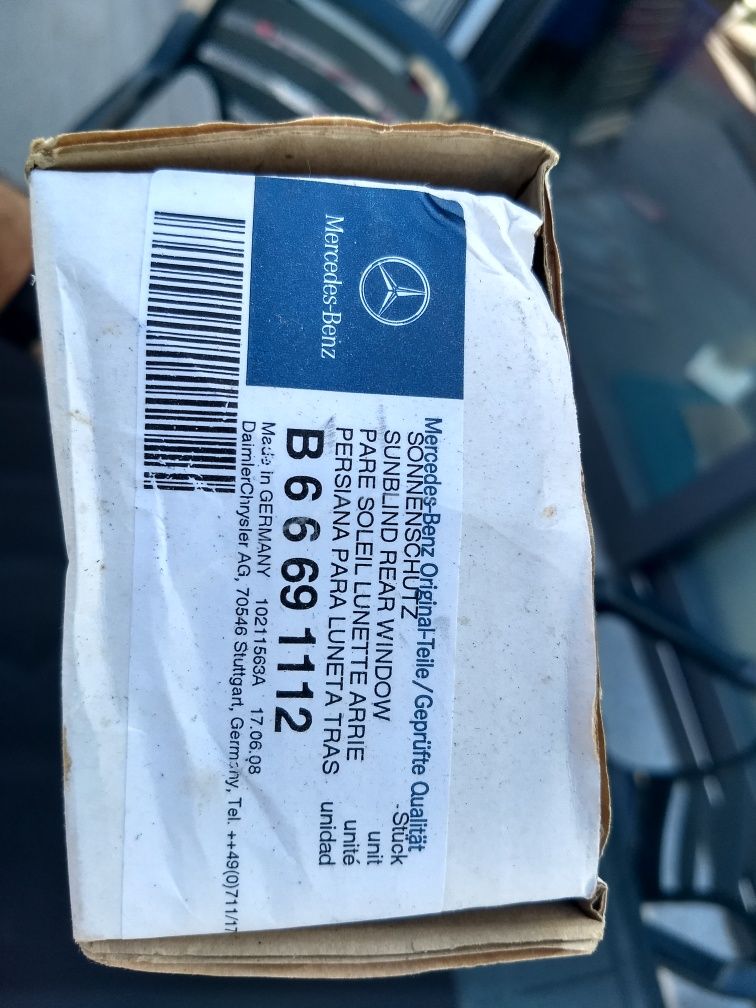 Mercedes-Benz
Mercedes-Benz Original-Teile/Geprüfte Qualität
SONNENSCHUTZ -Stück
SUNBLIND REAR WINDOW unit
PARE SOLEIL LUNETTE ARRIE unité
PERSIANA PARA LUNETA TRAS unidad
B 6 6 69 1112
Made in GERMANY 10211563A 17.06.08
DaimlerChrysler AG, 70546 Stuttgart, Germany, Tel. ++49(0)711/17